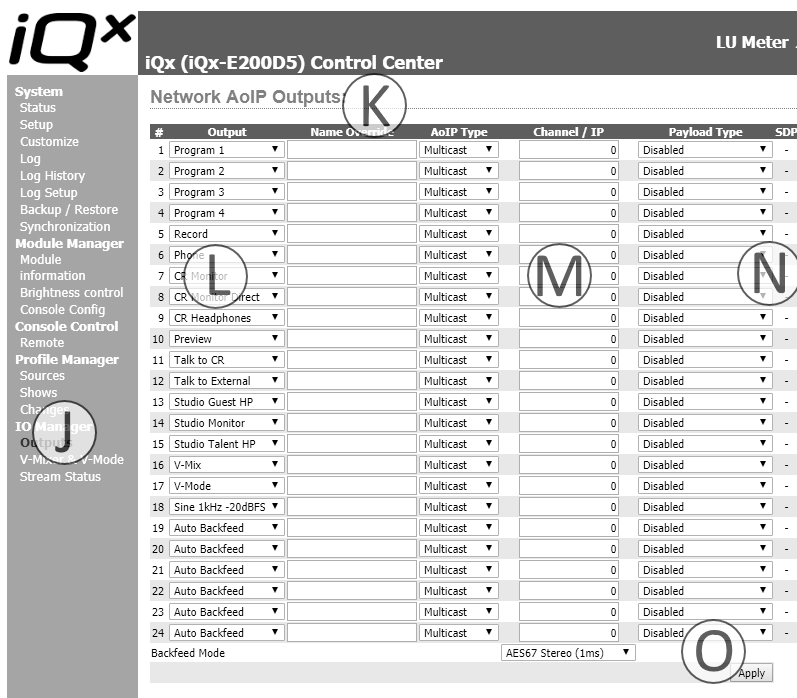 iQx
LU Meter
iQx (iQx-E200D5) Control Center
System
Status
Setup
Customize
Log
Log History
Log Setup
Backup / Restore
Synchronization
Module Manager
Module
information
Brightness control
Console Config
Console Control
Remote
Profile Manager
Sources
Shows
Changes
IO Manager
Outputs
V-Mixer & V-Mode
Stream Status
J
Network AoIP Outputs:
K
# Output Name Override AoIP Type Channel / IP Payload Type SDP
1 Program 1 Multicast 0 Disabled -
2 Program 2 Multicast 0 Disabled -
3 Program 3 Multicast 0 Disabled -
4 Program 4 Multicast 0 Disabled -
5 Record Multicast 0 Disabled -
6 Phone Multicast 0 Disabled -
7 CR Monitor Multicast 0 Disabled -
L M N
8 CR Monitor Direct Multicast 0 Disabled -
9 CR Headphones Multicast 0 Disabled -
10 Preview Multicast 0 Disabled -
11 Talk to CR Multicast 0 Disabled -
12 Talk to External Multicast 0 Disabled -
13 Studio Guest HP Multicast 0 Disabled -
14 Studio Monitor Multicast 0 Disabled -
15 Studio Talent HP Multicast 0 Disabled -
16 V-Mix Multicast 0 Disabled -
17 V-Mode Multicast 0 Disabled -
18 Sine 1kHz -20dBFS Multicast 0 Disabled -
19 Auto Backfeed Multicast 0 Disabled -
20 Auto Backfeed Multicast 0 Disabled -
21 Auto Backfeed Multicast 0 Disabled -
22 Auto Backfeed Multicast 0 Disabled -
23 Auto Backfeed Multicast 0 Disabled -
24 Auto Backfeed Multicast 0 Disabled -
Backfeed Mode AES67 Stereo (1ms)
O
Apply